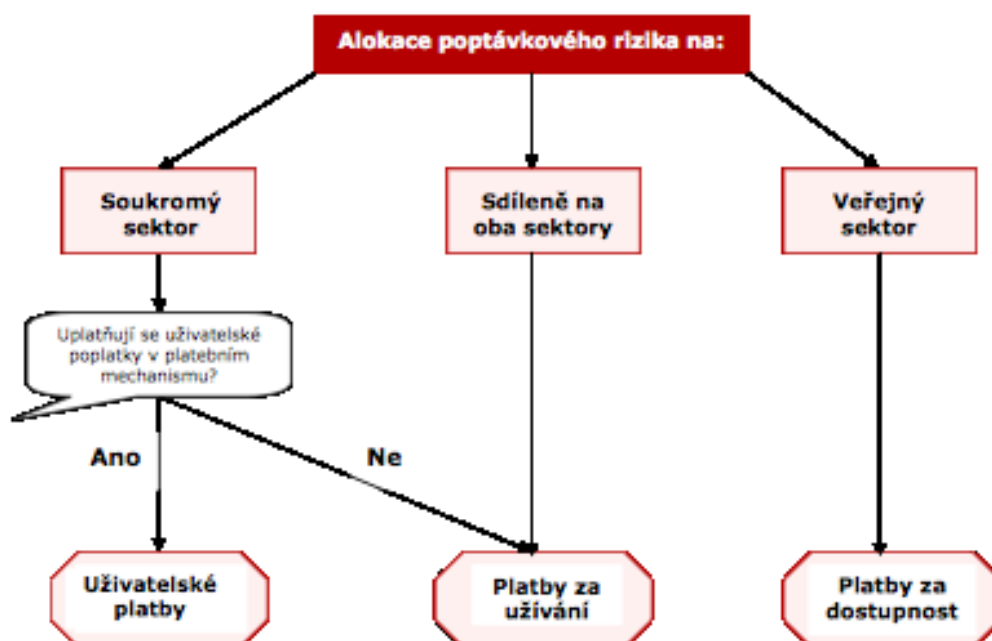 Alokace poptávkového rizika na:
Soukromý
sektor
Sdíleně na
oba sektory
Veřejný
sektor
Uplatňují se uživatelské
poplatky v platebním
mechanismu?
Ano
Ne
Uživatelské
platby
Platby za
užívání
Platby za
dostupnost